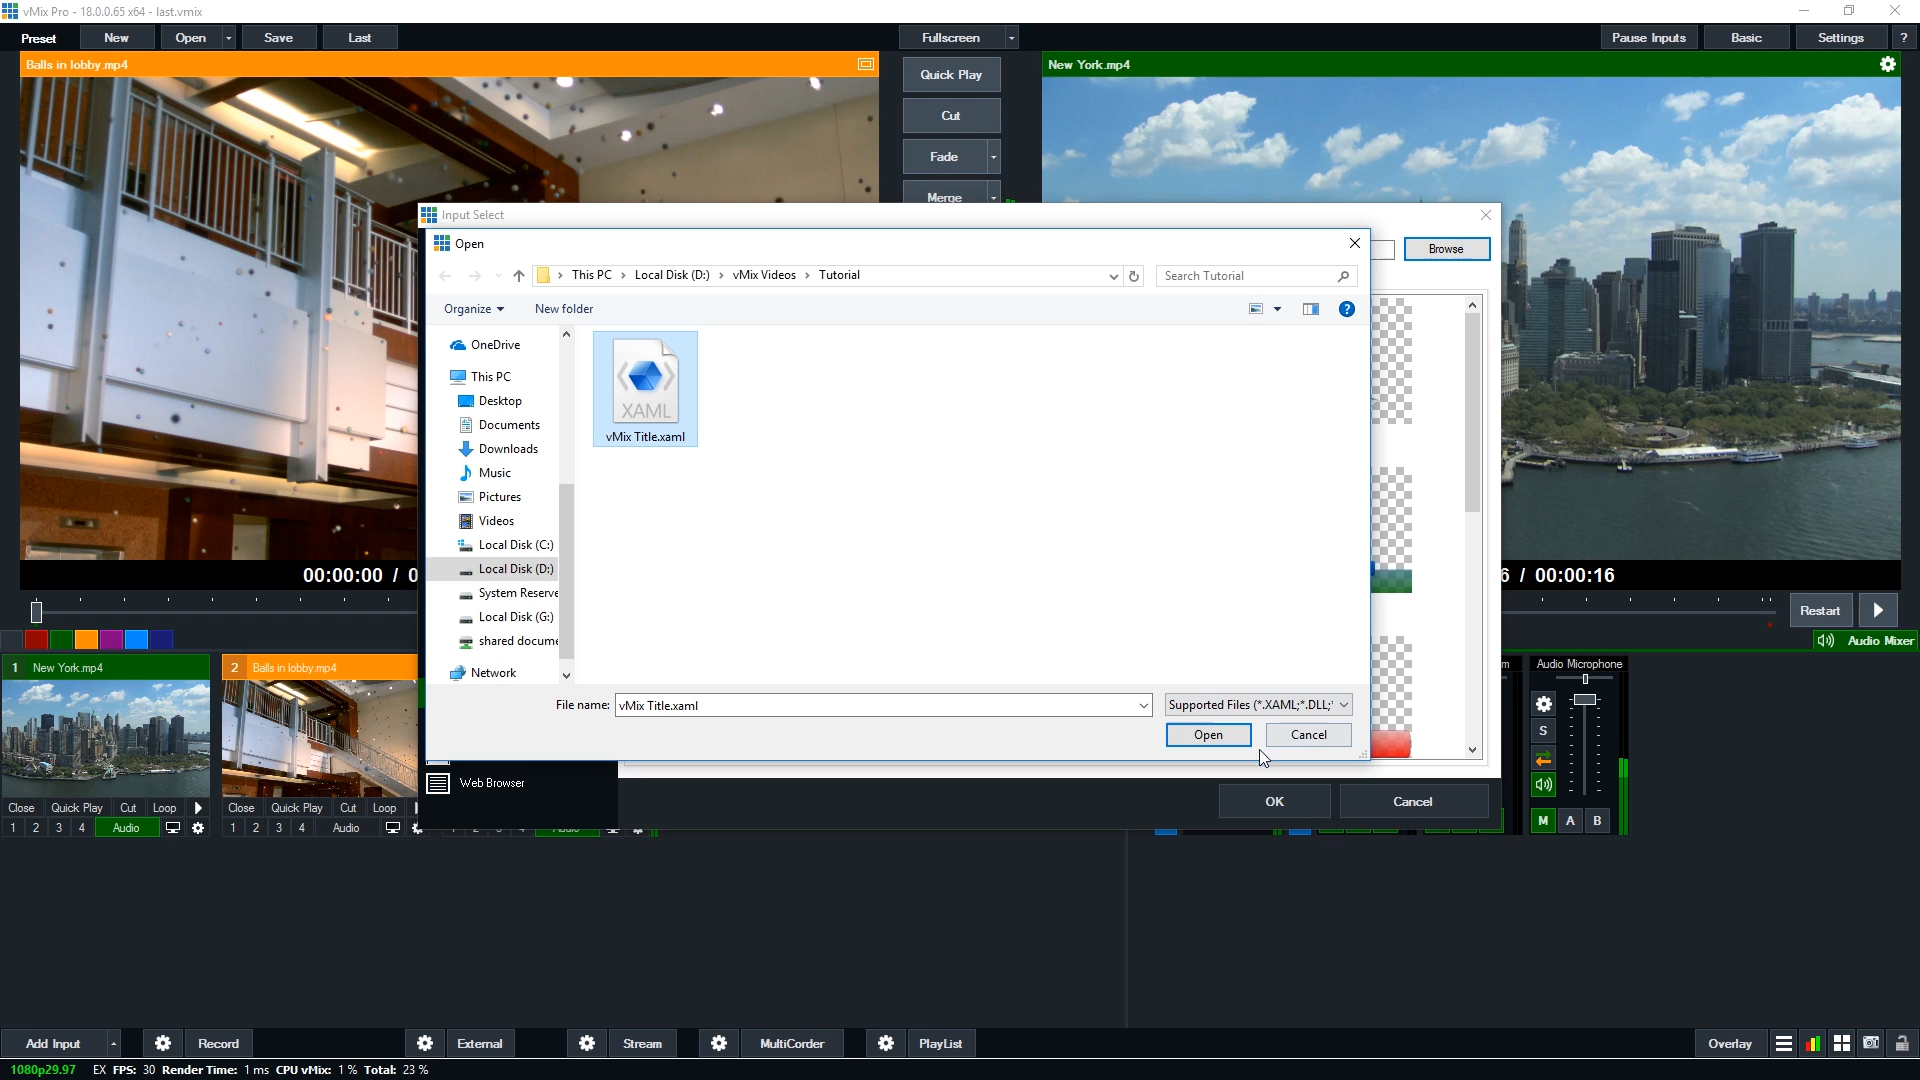 vMix Pro - 18.0.0.65 x64 - last.vmix
Preset New Open Save Last Fullscreen Pause Inputs Basic Settings ?
Balls in lobby.mp4
New York.mp4
Quick Play
Cut
Fade
Merge
Input Select
Browse
Open
This PC Local Disk (D:) vMix Videos Tutorial
Search Tutorial
Organize New folder
OneDrive
This PC
Desktop
Documents
Downloads
Music
Pictures
Videos
Local Disk (C:)
Local Disk (D:)
System Reserve
Local Disk (G:)
shared docume
Network
XAML
vMix Title.xaml
File name: vMix Title.xaml Supported Files (*.XAML;*.DLL;*
Open Cancel
Web Browser
OK Cancel
00:00:00 / 0
6 / 00:00:16
Restart
Audio Mixer
1 New York.mp4
2 Balls in lobby.mp4
Close Quick Play Cut Loop
1 2 3 4 Audio
Close Quick Play Cut Loop
1 2 3 4 Audio
m
Audio Microphone
S
M A B
Add Input Record External Stream MultiCorder PlayList Overlay
1080p29.97 EX FPS: 30 Render Time: 1 ms CPU vMix: 1 % Total: 23 %